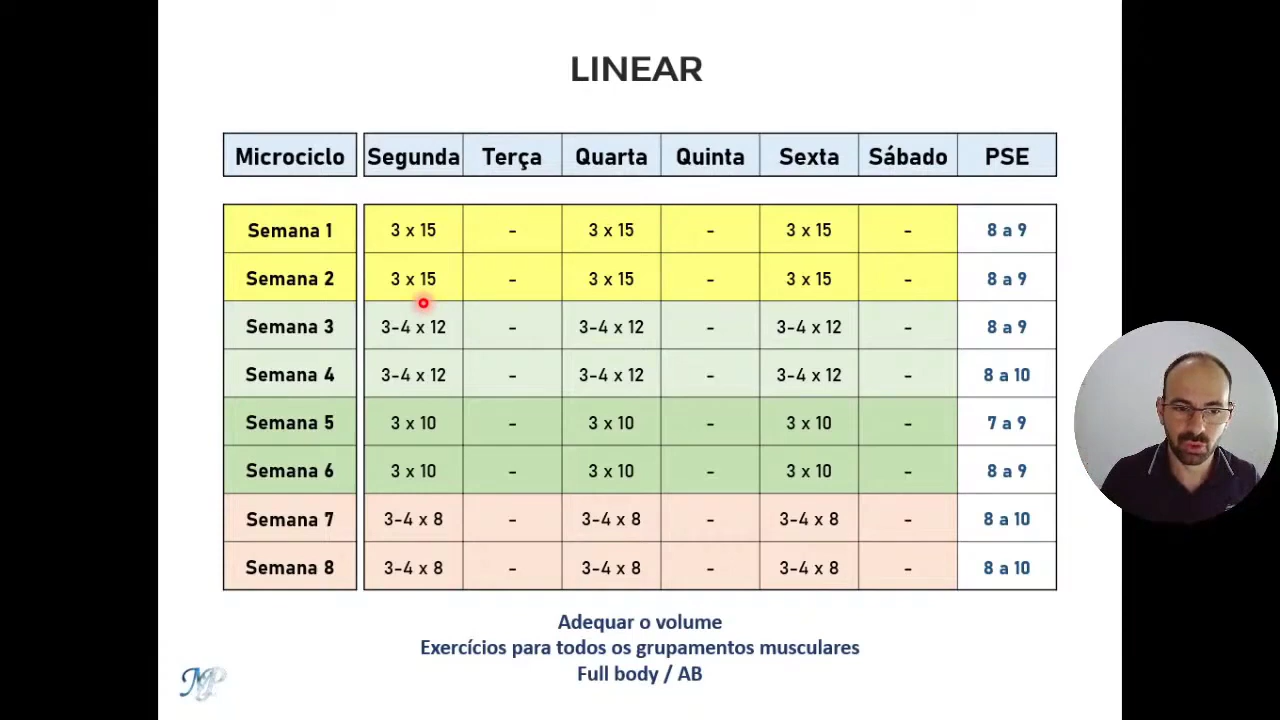 LINEAR
Microciclo Segunda Terça Quarta Quinta Sexta Sábado PSE
Semana 1 3 x 15 - 3 x 15 - 3 x 15 - 8 a 9
Semana 2 3 x 15 - 3 x 15 - 3 x 15 - 8 a 9
Semana 3 3-4 x 12 - 3-4 x 12 - 3-4 x 12 - 8 a 9
Semana 4 3-4 x 12 - 3-4 x 12 - 3-4 x 12 - 8 a 10
Semana 5 3 x 10 - 3 x 10 - 3 x 10 - 7 a 9
Semana 6 3 x 10 - 3 x 10 - 3 x 10 - 8 a 9
Semana 7 3-4 x 8 - 3-4 x 8 - 3-4 x 8 - 8 a 10
Semana 8 3-4 x 8 - 3-4 x 8 - 3-4 x 8 - 8 a 10
Adequar o volume
Exercícios para todos os grupamentos musculares
Full body / AB
MP